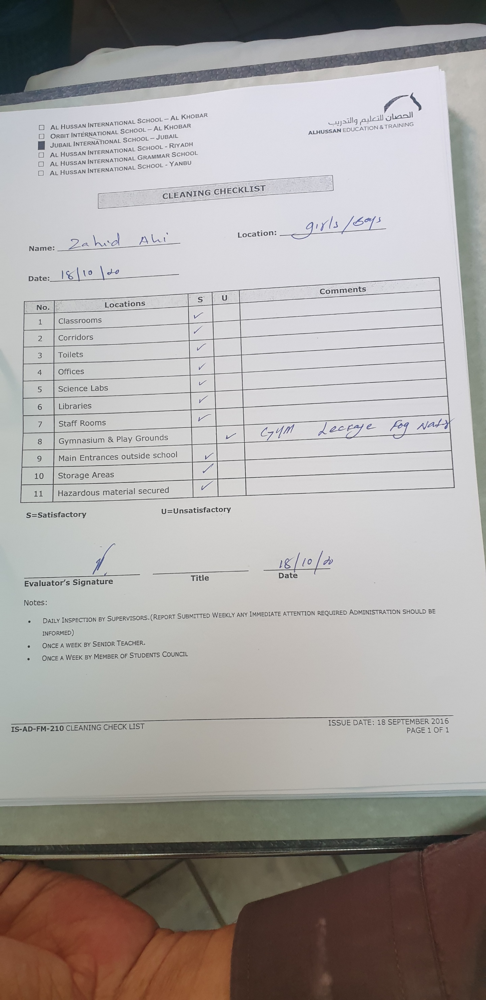 ☐ AL HUSSAN INTERNATIONAL SCHOOL – AL KHOBAR
☐ ORBIT INTERNATIONAL SCHOOL – AL KHOBAR
■ JUBAIL INTERNATIONAL SCHOOL – JUBAIL
☐ AL HUSSAN INTERNATIONAL SCHOOL - RIYADH
☐ AL HUSSAN INTERNATIONAL GRAMMAR SCHOOL
☐ AL HUSSAN INTERNATIONAL SCHOOL - YANBU
الحصان للتعليم والتدريب
ALHUSSAN EDUCATION & TRAINING
CLEANING CHECKLIST
Name: Zahid Location: girls/Boys
Date: 18/10/20
No. Locations S U Comments
1 Classrooms ✓
2 Corridors ✓
3 Toilets ✓
4 Offices ✓
5 Science Labs ✓
6 Libraries ✓
7 Staff Rooms ✓
8 Gymnasium & Play Grounds ✓ GYM
9 Main Entrances outside school ✓
10 Storage Areas ✓
11 Hazardous material secured ✓
S=Satisfactory U=Unsatisfactory
18/10/20
Evaluator's Signature Title Date
Notes:
• DAILY INSPECTION BY SUPERVISORS.(REPORT SUBMITTED WEEKLY ANY IMMEDIATE ATTENTION REQUIRED ADMINISTRATION SHOULD BE
INFORMED)
• ONCE A WEEK BY SENIOR TEACHER.
• ONCE A WEEK BY MEMBER OF STUDENTS COUNCIL
IS-AD-FM-210 CLEANING CHECK LIST ISSUE DATE: 18 SEPTEMBER 2016
PAGE 1 OF 1